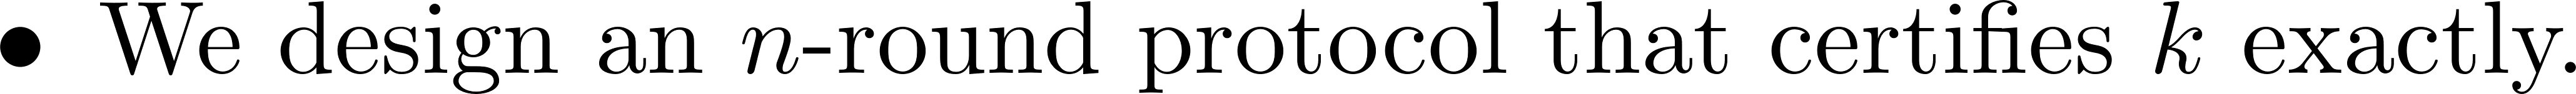 • We design an n-round protocol that certifies k exactly.